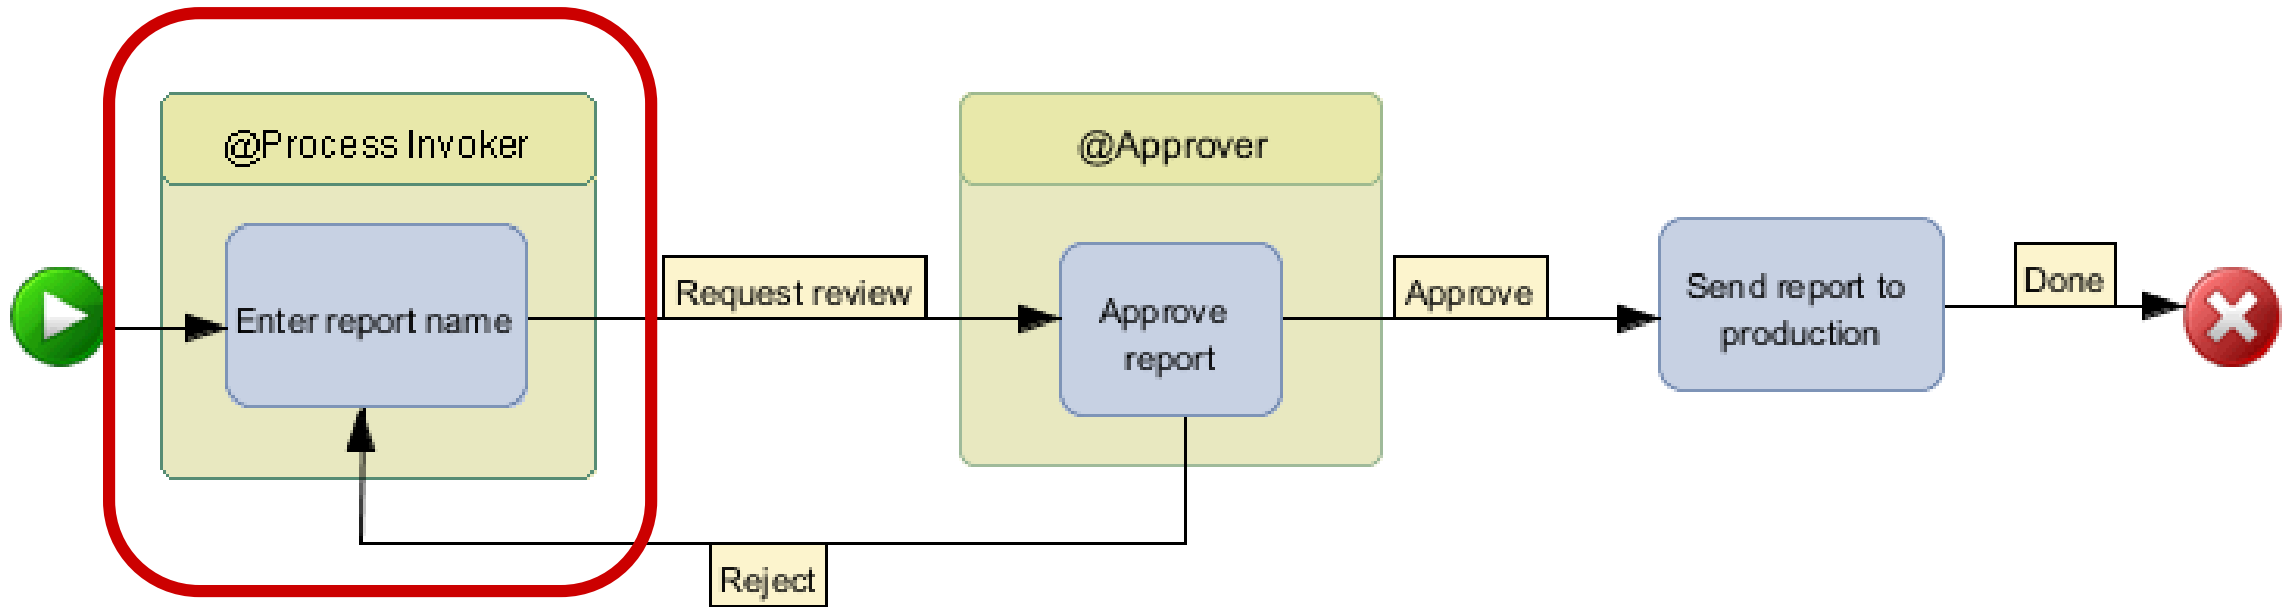 @Process Invoker
Enter report name
Request review
@Approver
Approve
report
Approve
Send report to
production
Done
Reject